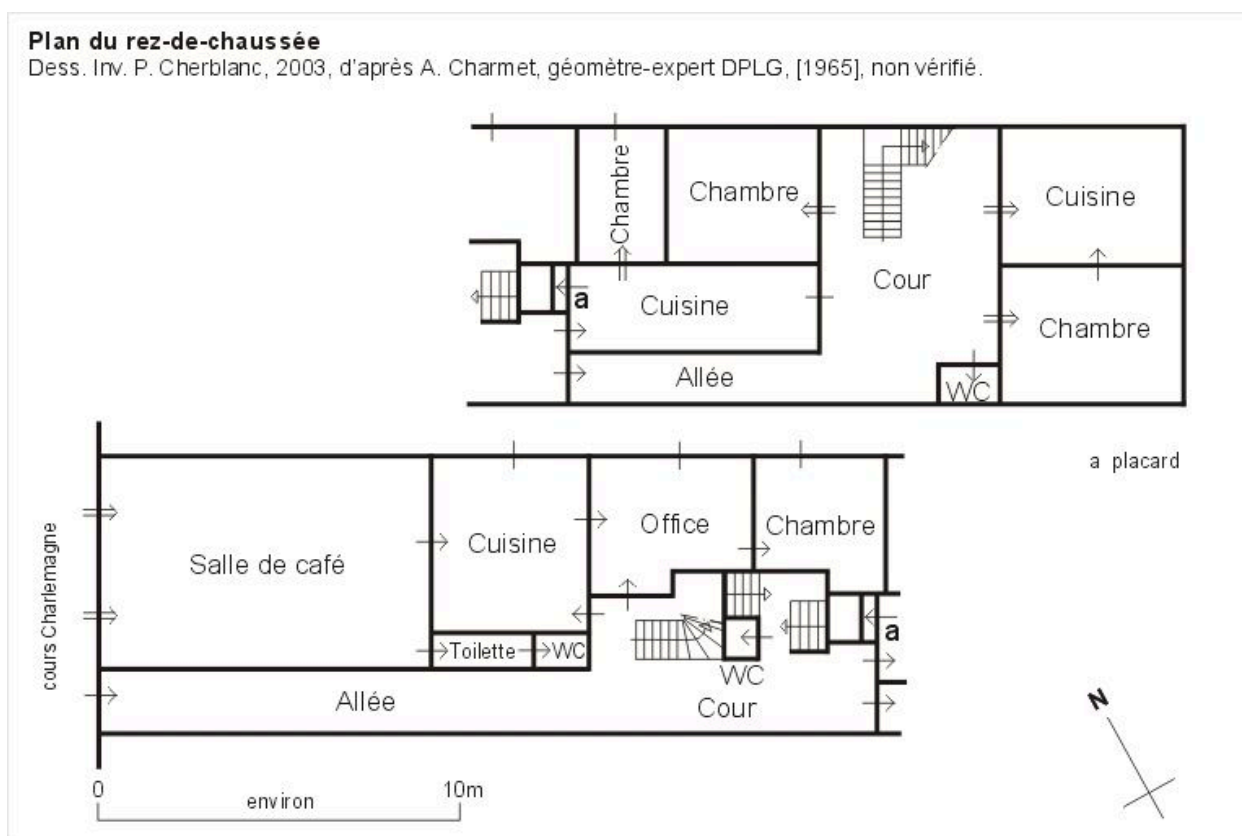 Plan du rez-de-chaussée
Dess. Inv. P. Cherblanc, 2003, d'après A. Charmet, géomètre-expert DPLG, [1965], non vérifié.
Chambre
Chambre
Cuisine
Cour
a
Cuisine
Chambre
Allée
WC
a placard
cours Charlemagne
Salle de café
Cuisine
Office
Chambre
a
Toilette
WC
WC
Allée
Cour
N
0
10m
environ